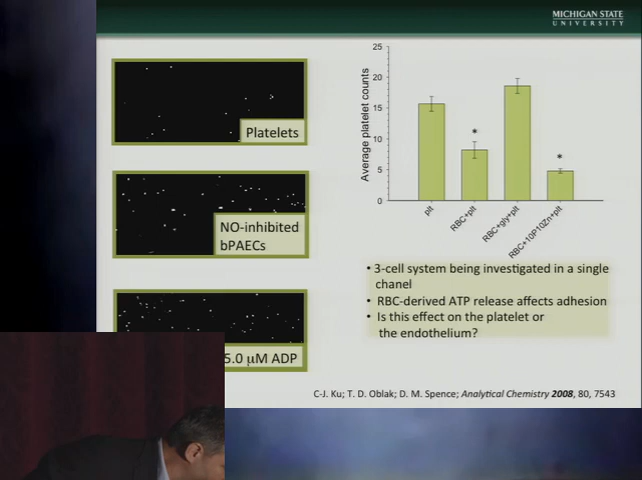 MICHIGAN STATE
UNIVERSITY
Platelets
NO-inhibited
bPAECs
5.0 µM ADP
Average platelet counts
25
20
15
10
5
0
*
*
plt
RBC+plt
RBC+gly+plt
RBC+10P10Zn+plt
• 3-cell system being investigated in a single
chanel
• RBC-derived ATP release affects adhesion
• Is this effect on the platelet or
the endothelium?
C-J. Ku; T. D. Oblak; D. M. Spence; Analytical Chemistry 2008, 80, 7543